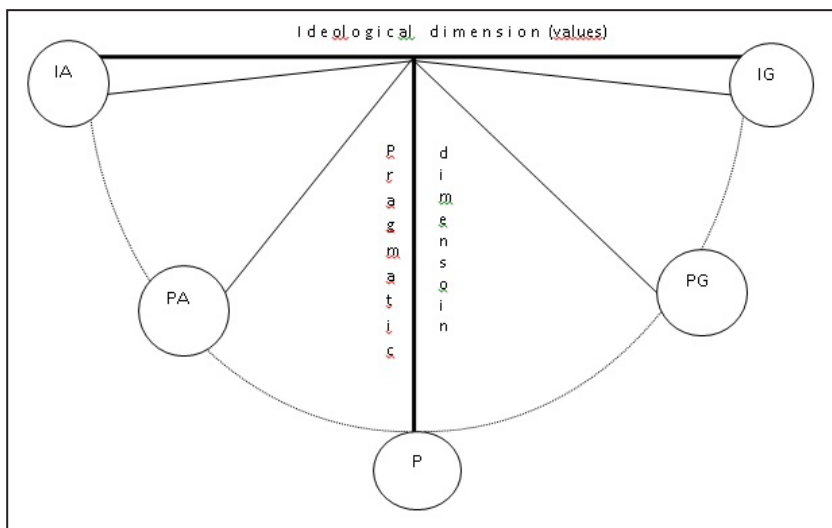 Ideological dimension (values)
IA
IG
Pragmatic
dimensoin
PA
PG
P